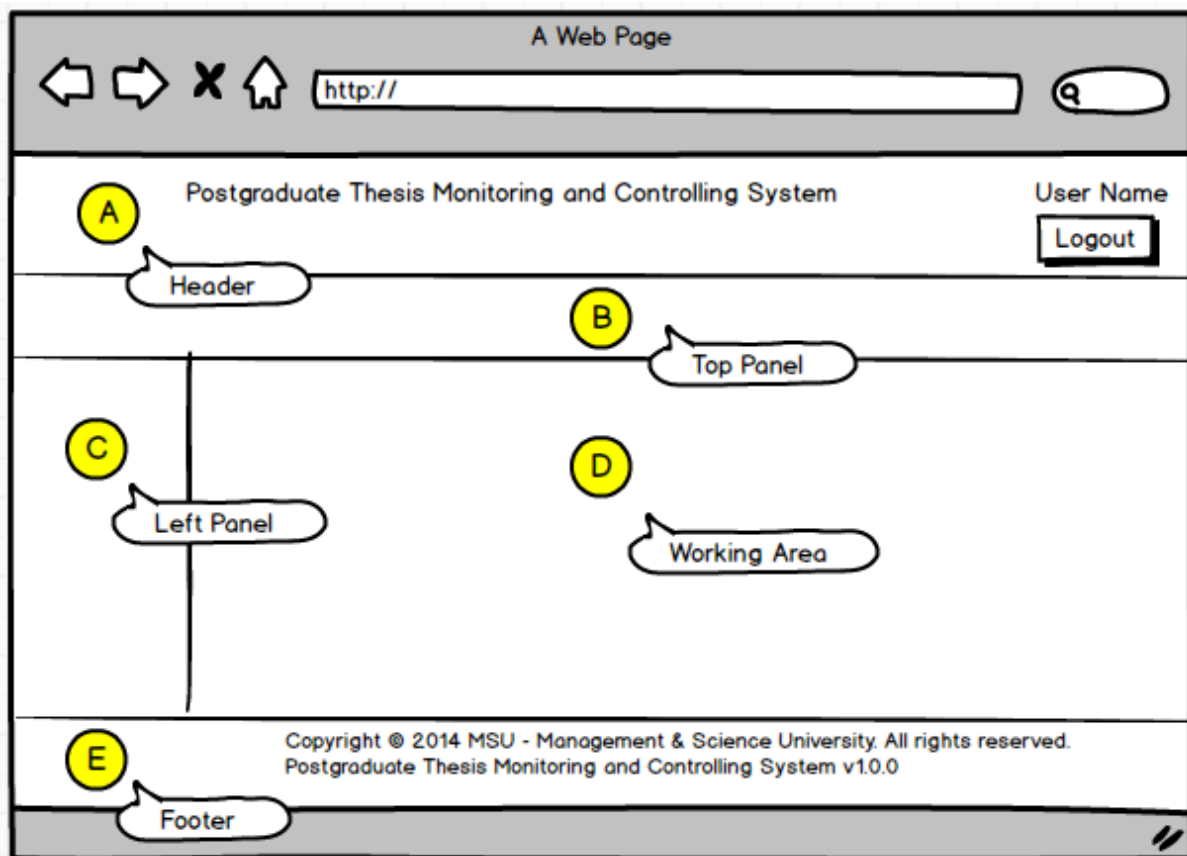 A Web Page
http://
Postgraduate Thesis Monitoring and Controlling System
User Name
A
Logout
Header
B
Top Panel
C
D
Left Panel
Working Area
Copyright © 2014 MSU - Management & Science University. All rights reserved.
E
Postgraduate Thesis Monitoring and Controlling System v1.0.0
Footer